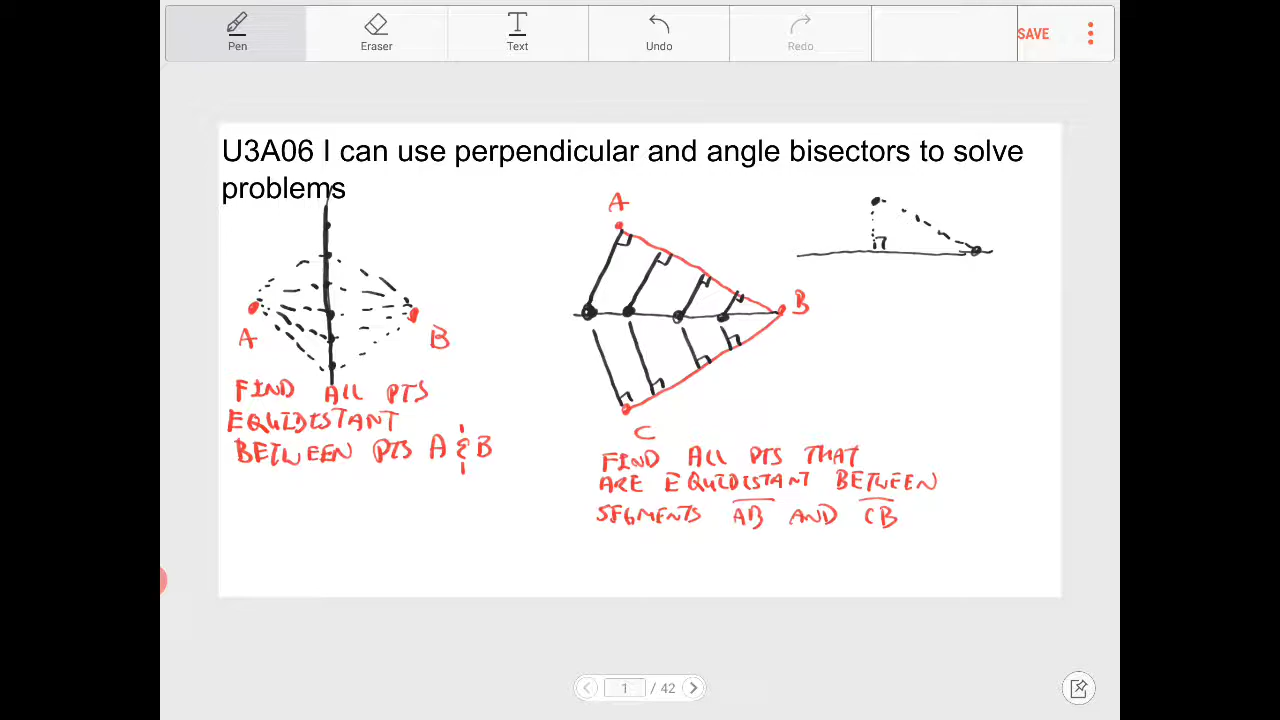 Pen
Eraser
Text
Undo
Redo
SAVE
U3A06 I can use perpendicular and angle bisectors to solve
problems
A
B
FIND ALL PTS
EQUIDISTANT
BETWEEN PTS A & B
A
B
C
FIND ALL PTS THAT
ARE EQUIDISTANT BETWEEN
SEGMENTS AB AND CB
1 / 42